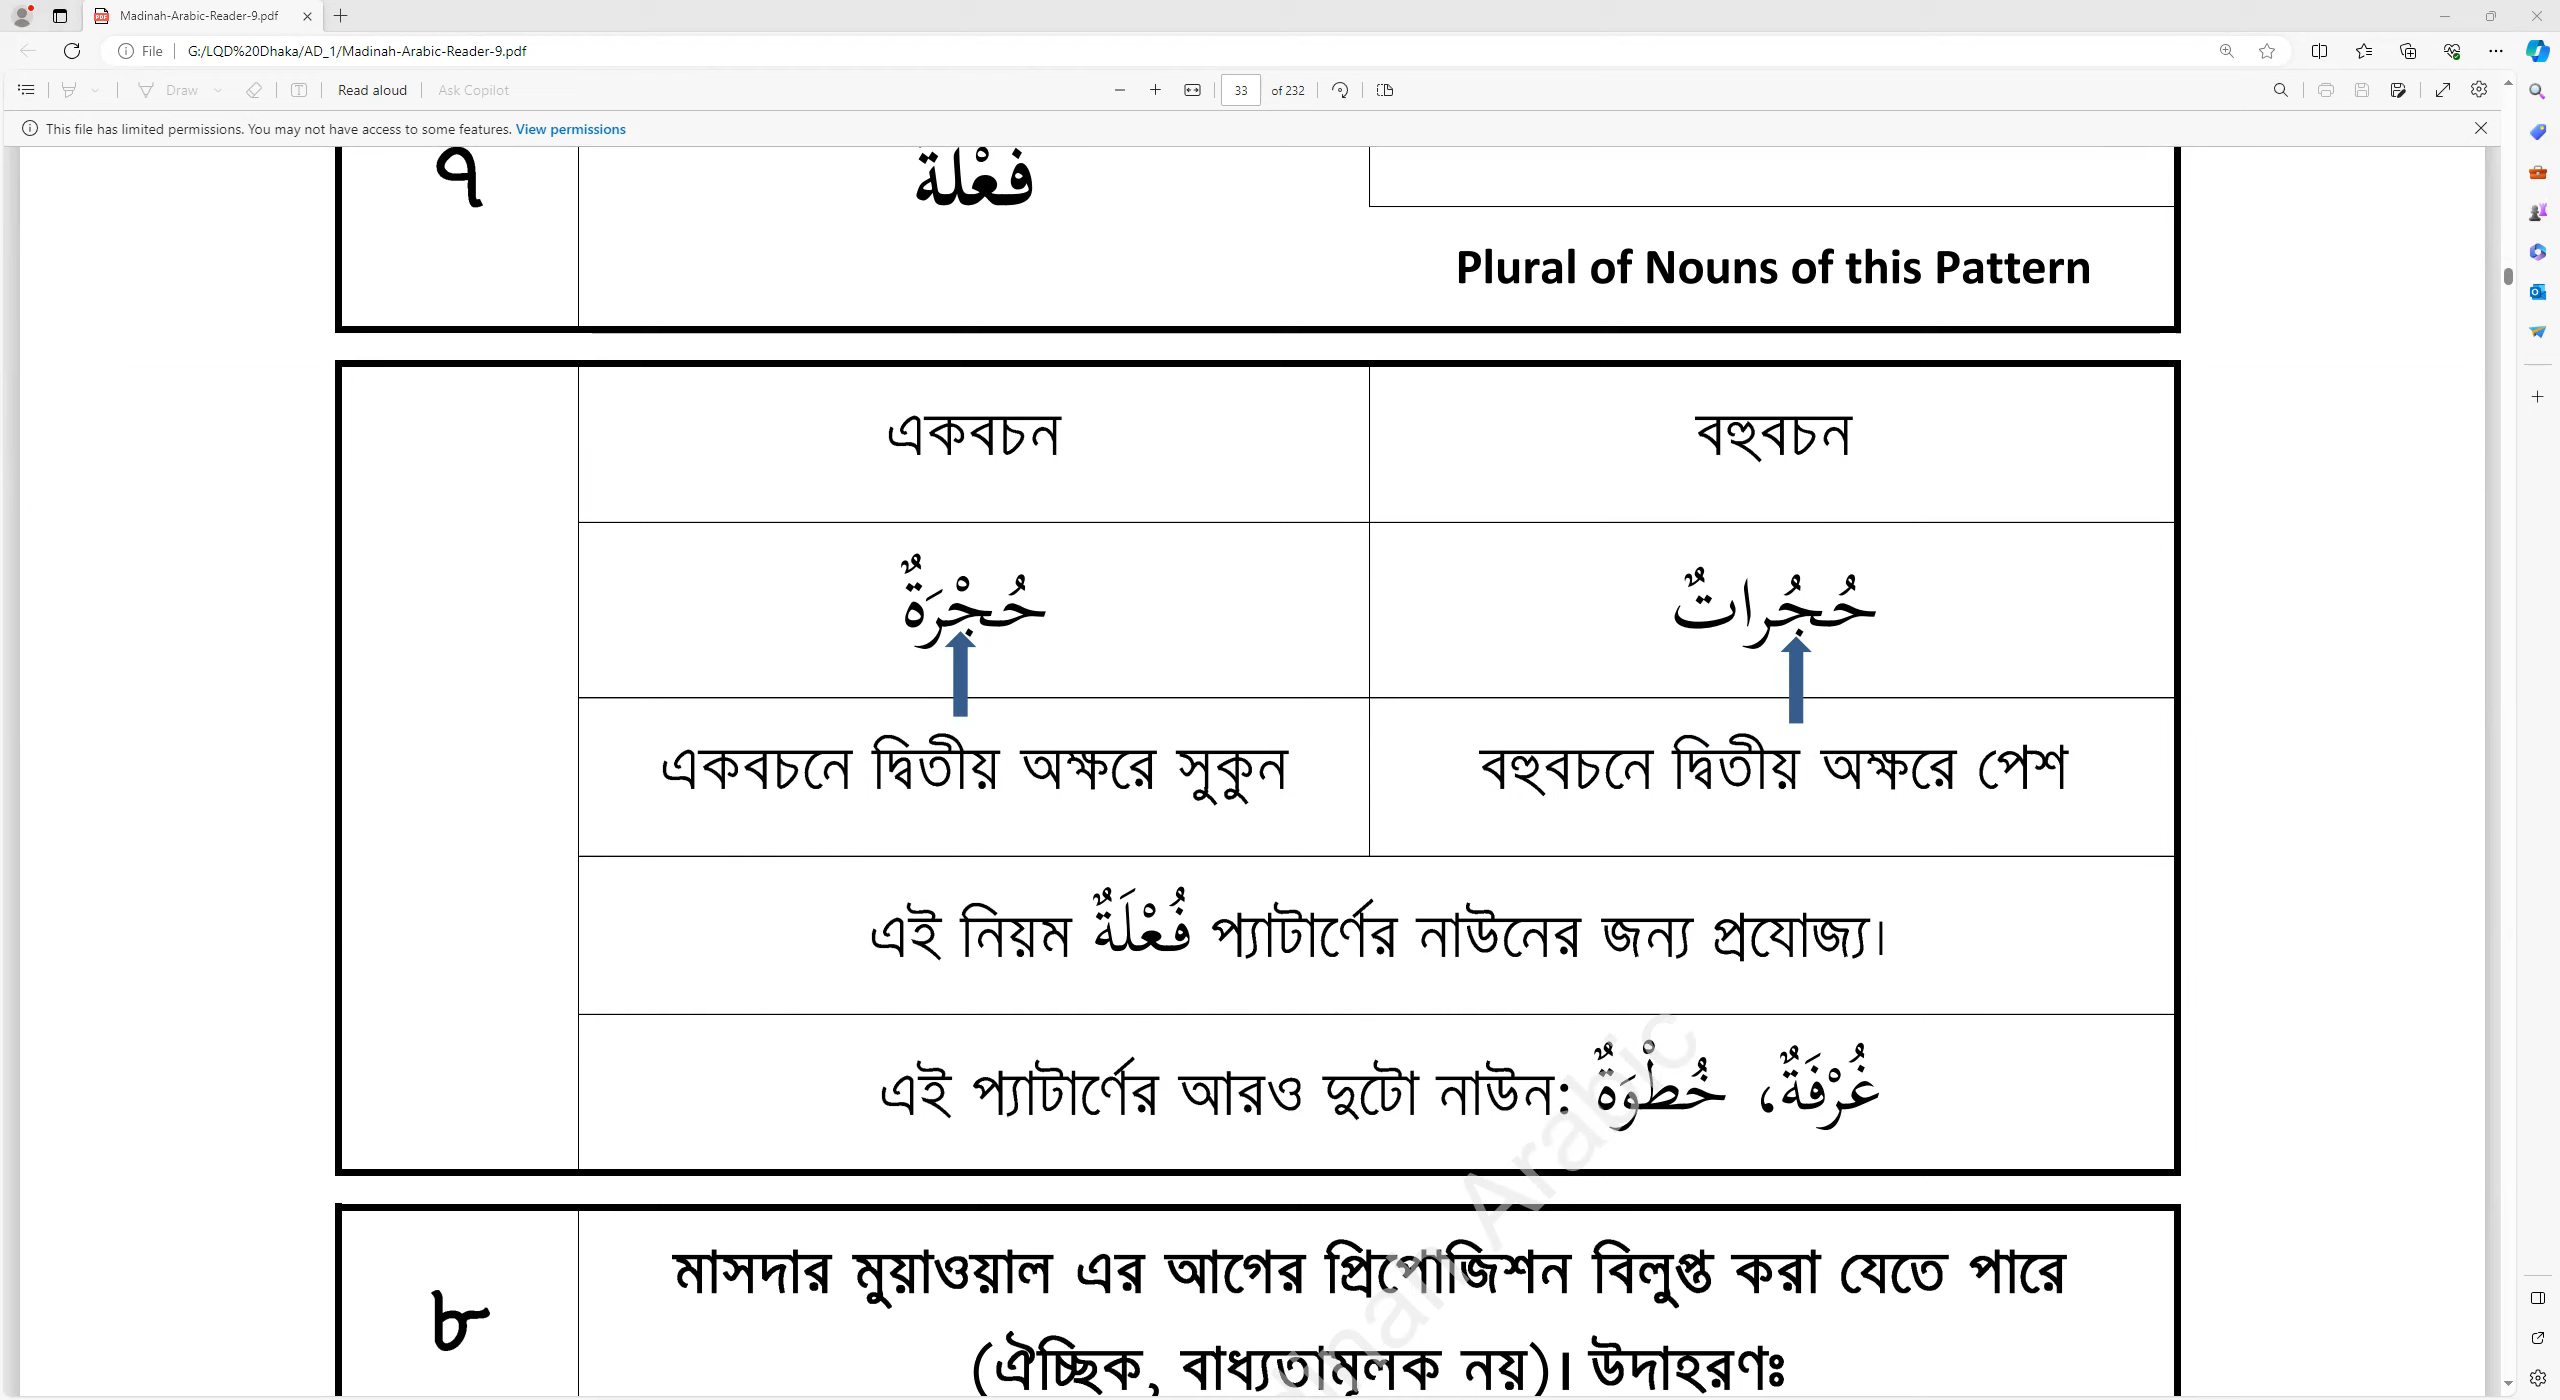 Madinah-Arabic-Reader-9.pdf
File G:/LQD%20Dhaka/AD_1/Madinah-Arabic-Reader-9.pdf
Draw Read aloud Ask Copilot 33 of 232
This file has limited permissions. You may not have access to some features. View permissions
৭ فُعْلَة
Plural of Nouns of this Pattern
একবচন বহুবচন
حُجْرَةٌ حُجُراتٌ
একবচনে দ্বিতীয় অক্ষরে সুকুন বহুবচনে দ্বিতীয় অক্ষরে পেশ
এই নিয়ম فُعْلَةٌ প্যাটার্ণের নাউনের জন্য প্রযোজ্য।
এই প্যাটার্ণের আরও দুটো নাউন: غُرْفَةٌ، خُطْوَةٌ
৮ মাসদার মুয়াওয়াল এর আগের প্রিপোজিশন বিলুপ্ত করা যেতে পারে
(ঐচ্ছিক, বাধ্যতামূলক নয়)। উদাহরণঃ